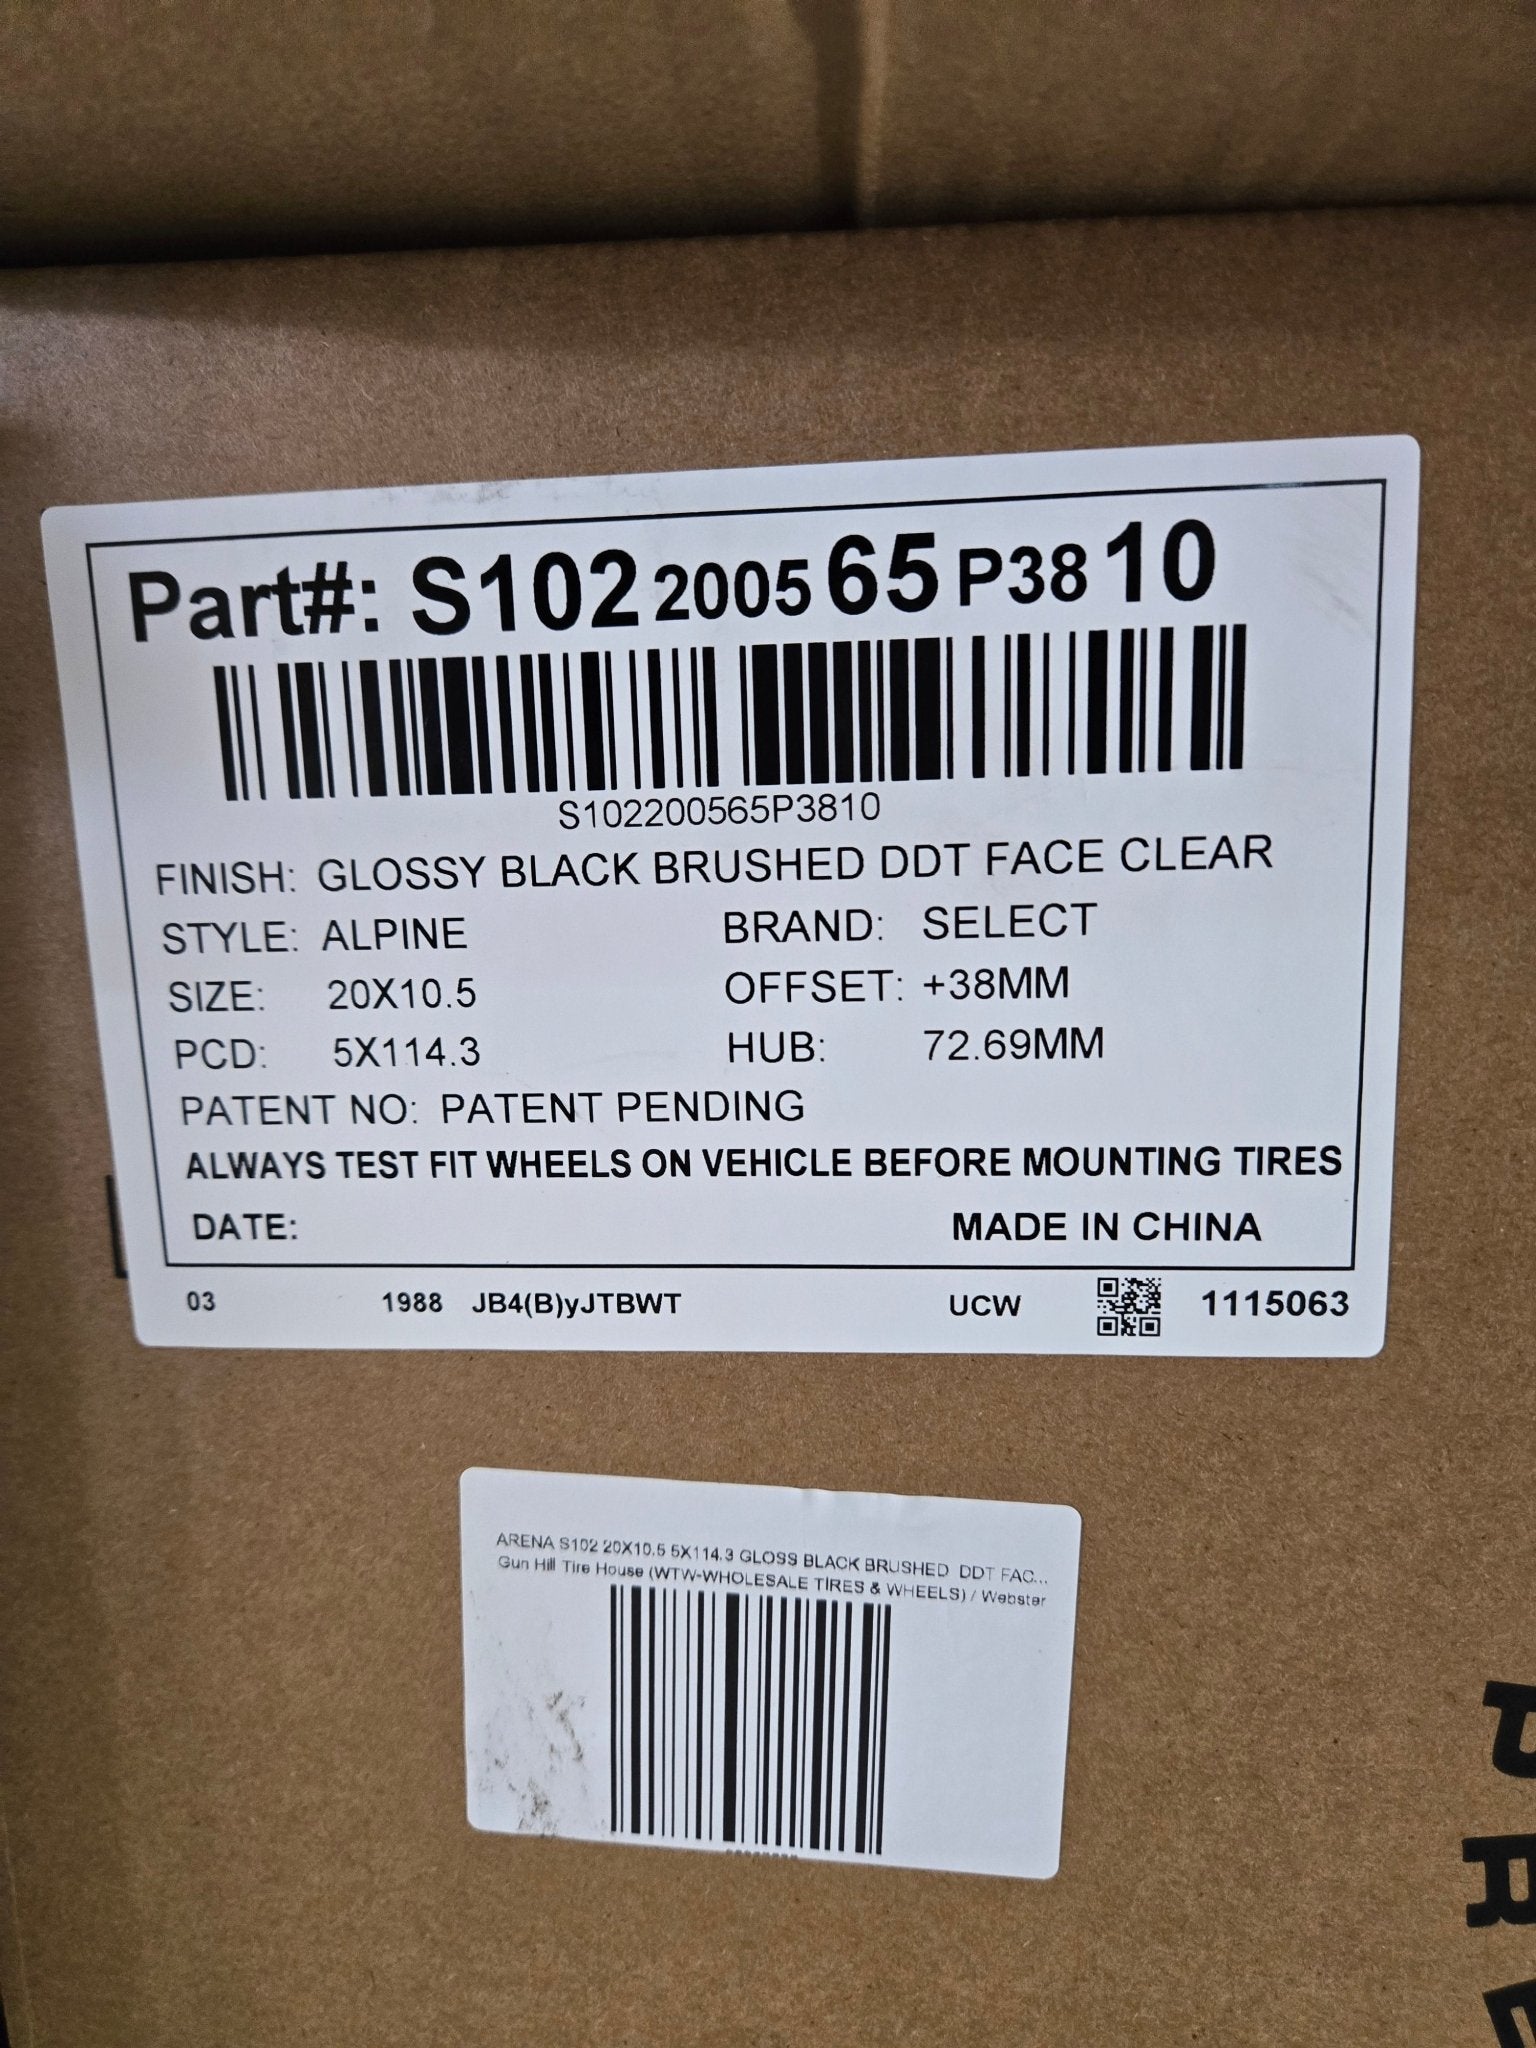 Part#: S102 2005 65 P38 10
S102200565P3810
FINISH: GLOSSY BLACK BRUSHED DDT FACE CLEAR
STYLE: ALPINE BRAND: SELECT
SIZE: 20X10.5 OFFSET: +38MM
PCD: 5X114.3 HUB: 72.69MM
PATENT NO: PATENT PENDING
ALWAYS TEST FIT WHEELS ON VEHICLE BEFORE MOUNTING TIRES
DATE: MADE IN CHINA
03 1988 JB4(B)yJTBWT UCW 1115063
ARENA S102 20X10.5 5X114.3 GLOSS BLACK BRUSHED DDT FAC...
Gun Hill Tire House (WTW-WHOLESALE TIRES & WHEELS) / Webster